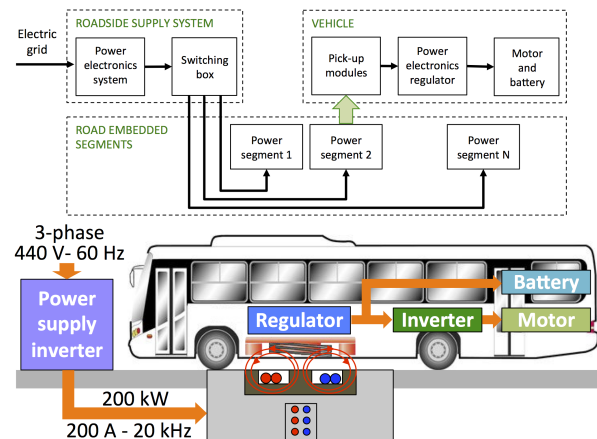 ROADSIDE SUPPLY SYSTEM
VEHICLE
Electric
grid
Power
electronics
system
Switching
box
Pick-up
modules
Power
electronics
regulator
Motor
and
battery
ROAD EMBEDDED
SEGMENTS
Power
segment 1
Power
segment 2
Power
segment N
3-phase
440 V- 60 Hz
Power
supply
inverter
Battery
Regulator
Inverter
Motor
200 kW
200 A - 20 kHz